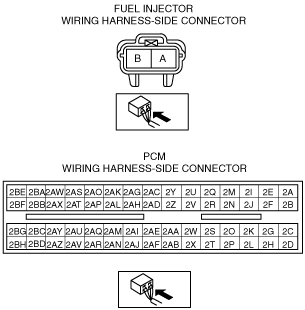 FUEL INJECTOR
WIRING HARNESS-SIDE CONNECTOR
B A
PCM
WIRING HARNESS-SIDE CONNECTOR
2BE 2BA 2AW 2AS 2AO 2AK 2AG 2AC 2Y 2U 2Q 2M 2I 2E 2A
2BF 2BB 2AX 2AT 2AP 2AL 2AH 2AD 2Z 2V 2R 2N 2J 2F 2B
2BG 2BC 2AY 2AU 2AQ 2AM 2AI 2AE 2AA 2W 2S 2O 2K 2G 2C
2BH 2BD 2AZ 2AV 2AR 2AN 2AJ 2AF 2AB 2X 2T 2P 2L 2H 2D